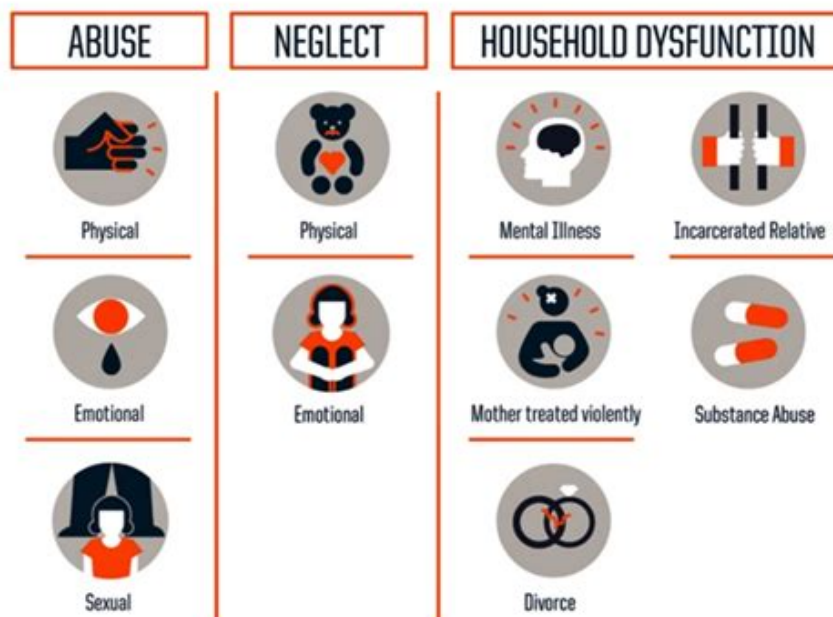 ABUSE
NEGLECT
HOUSEHOLD DYSFUNCTION
Physical
Physical
Mental Illness
Incarcerated Relative
Emotional
Emotional
Mother treated violently
Substance Abuse
Sexual
Divorce